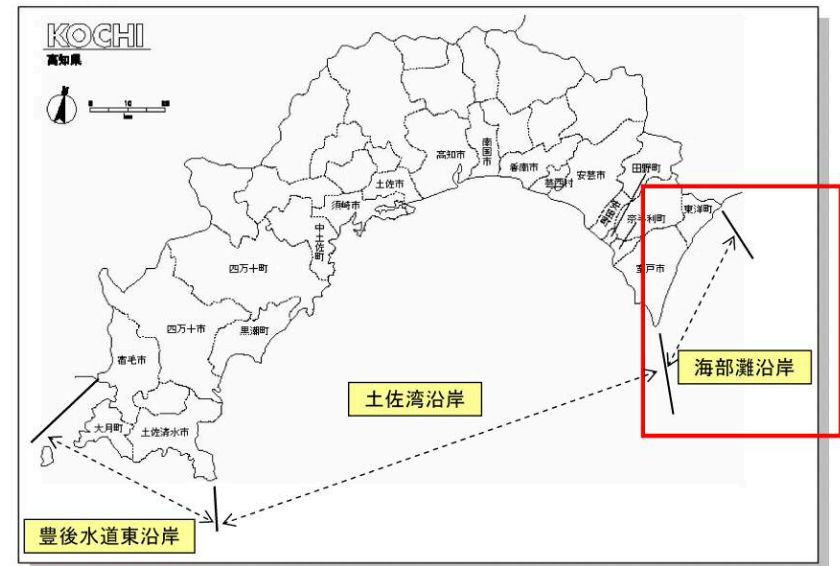 KOCHI
高知県
N
0 10 20
km
高知市
南国市
香南市
芸西村
安芸市
田野町
土佐市
須崎市
中土佐町
安田町
奈半利町
東洋町
室戸市
四万十町
四万十市
黒潮町
宿毛市
大月町
土佐清水市
海部灘沿岸
土佐湾沿岸
豊後水道東沿岸